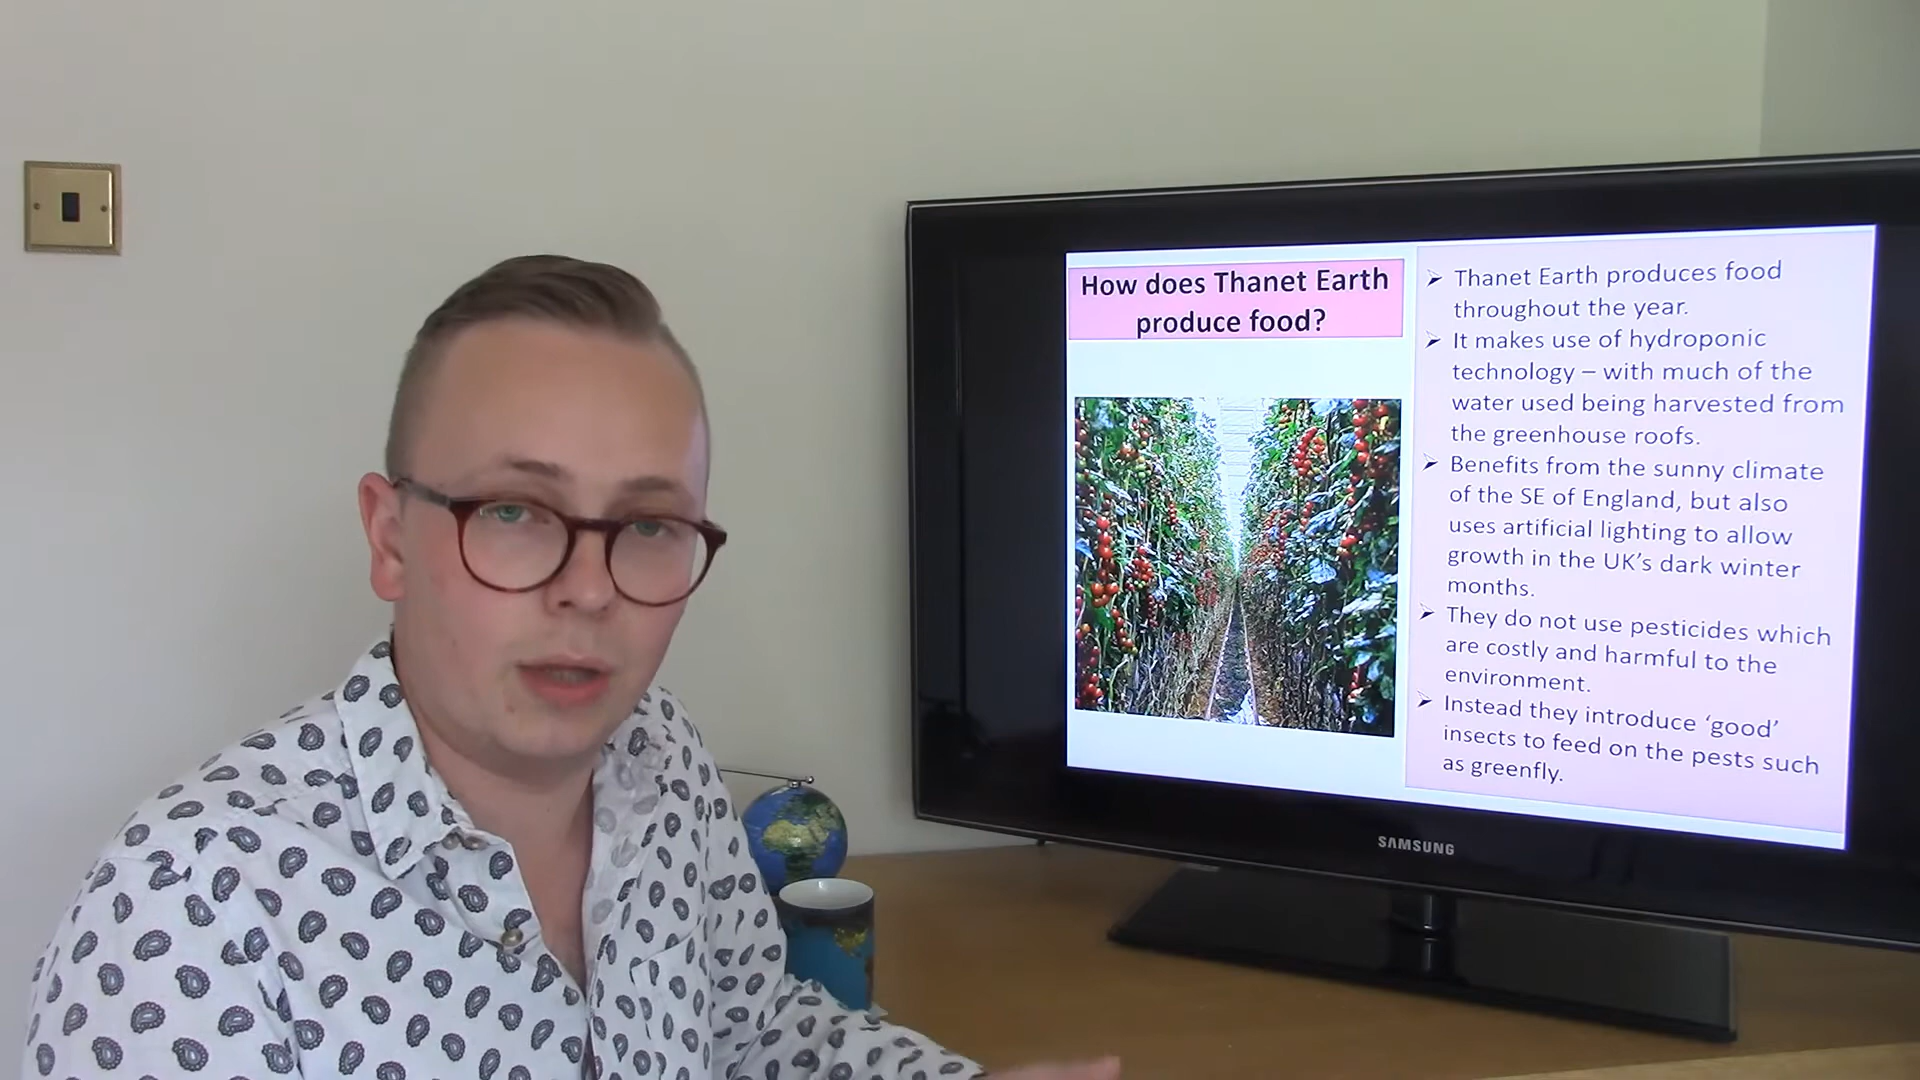 How does Thanet Earth
produce food?
➢ Thanet Earth produces food
throughout the year.
➢ It makes use of hydroponic
technology – with much of the
water used being harvested from
the greenhouse roofs.
➢ Benefits from the sunny climate
of the SE of England, but also
uses artificial lighting to allow
growth in the UK's dark winter
months.
➢ They do not use pesticides which
are costly and harmful to the
environment.
➢ Instead they introduce ‘good’
insects to feed on the pests such
as greenfly.
SAMSUNG